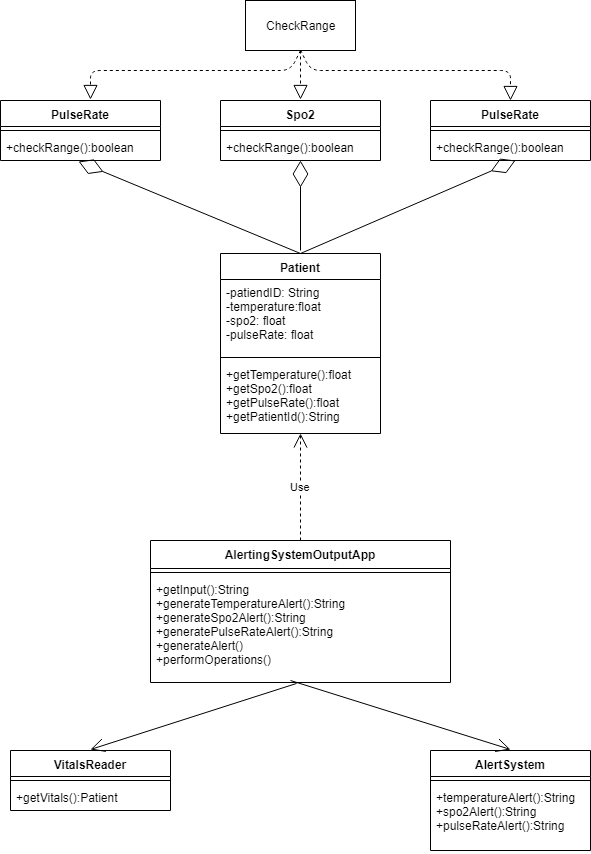 CheckRange
PulseRate
+checkRange():boolean
Spo2
+checkRange():boolean
PulseRate
+checkRange():boolean
Patient
-patiendID: String
-temperature:float
-spo2: float
-pulseRate: float
+getTemperature():float
+getSpo2():float
+getPulseRate():float
+getPatientId():String
Use
AlertingSystemOutputApp
+getInput():String
+generateTemperatureAlert():String
+generateSpo2Alert():String
+generatePulseRateAlert():String
+generateAlert()
+performOperations()
VitalsReader
+getVitals():Patient
AlertSystem
+temperatureAlert():String
+spo2Alert():String
+pulseRateAlert():String